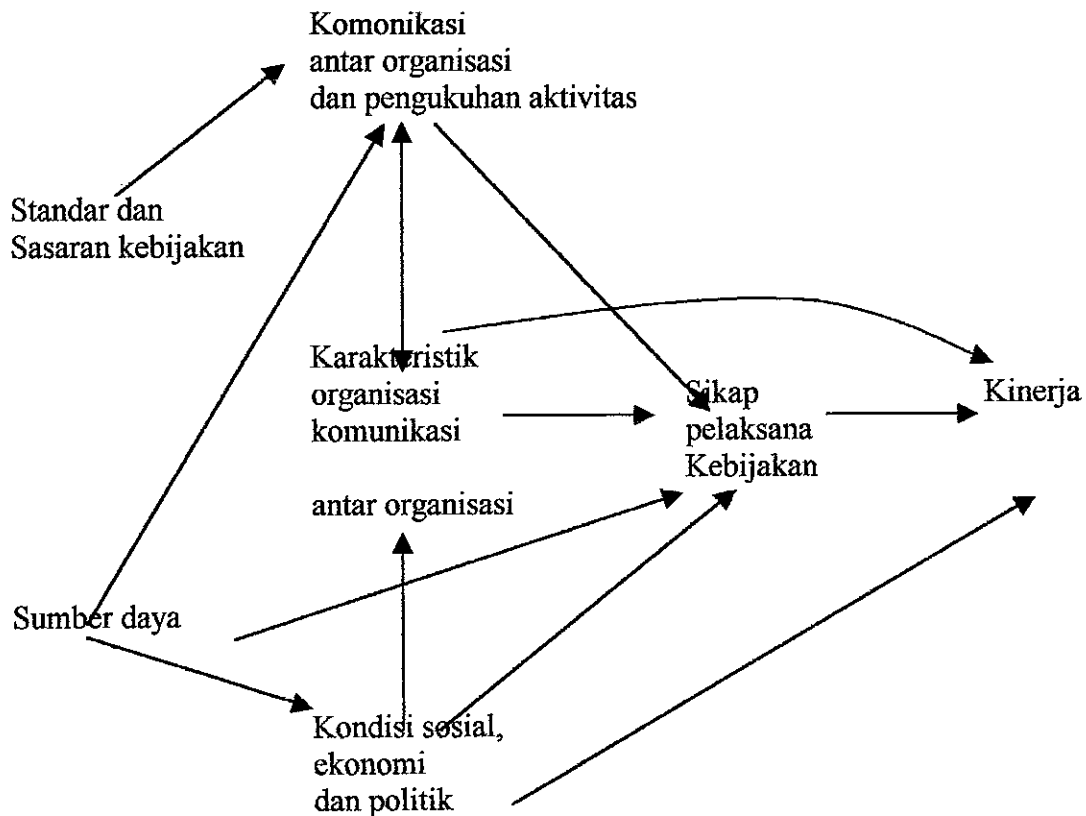 Komonikasi
antar organisasi
dan pengukuhan aktivitas
Standar dan
Sasaran kebijakan
Karakteristik
organisasi
komunikasi
antar organisasi
Sikap
pelaksana
Kebijakan
Kinerja
Sumber daya
Kondisi sosial,
ekonomi
dan politik